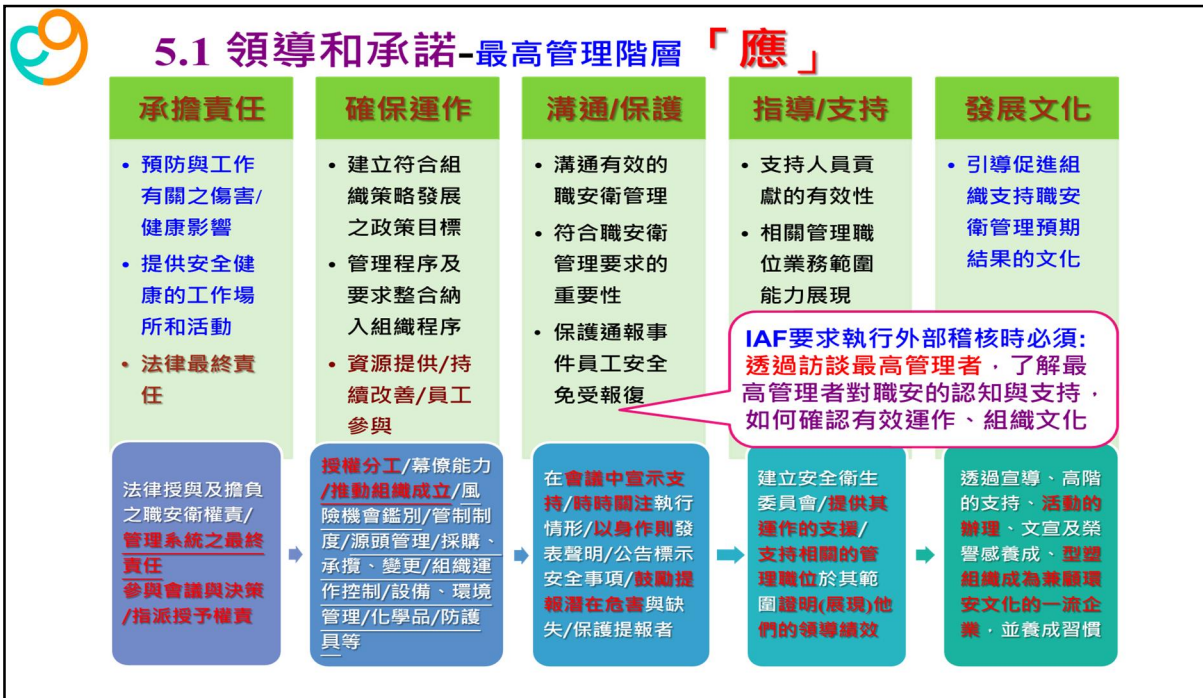 5.1 領導和承諾-最高管理階層「應」
承擔責任
• 預防與工作
有關之傷害/
健康影響
• 提供安全健
康的工作場
所和活動
• 法律最終責
任
法律授與及擔負
之職安衛權責/
管理系統之最終
責任
參與會議與決策
/指派授予權責
確保運作
• 建立符合組
織策略發展
之政策目標
• 管理程序及
要求整合納
入組織程序
• 資源提供/持
續改善/員工
參與
授權分工/幕僚能力
/推動組織成立/風
險機會鑑別/管制制
度/源頭管理/採購、
承攬、變更/組織運
作控制/設備、環境
管理/化學品/防護
具等
溝通/保護
• 溝通有效的
職安衛管理
• 符合職安衛
管理要求的
重要性
• 保護通報事
件員工安全
免受報復
在會議中宣示支
持/時時關注執行
情形/以身作則發
表聲明/公告標示
安全事項/鼓勵提
報潛在危害與缺
失/保護提報者
指導/支持
• 支持人員貢
獻的有效性
• 相關管理職
位業務範圍
能力展現
建立安全衛生
委員會/提供其
運作的支援/
支持相關的管
理職位於其範
圍證明(展現)他
們的領導績效
發展文化
• 引導促進組
織支持職安
衛管理預期
結果的文化
透過宣導、高階
的支持、活動的
辦理、文宣及榮
譽感養成、型塑
組織成為兼顧環
安文化的一流企
業，並養成習慣
IAF要求執行外部稽核時必須:
透過訪談最高管理者，了解最
高管理者對職安的認知與支持，
如何確認有效運作、組織文化